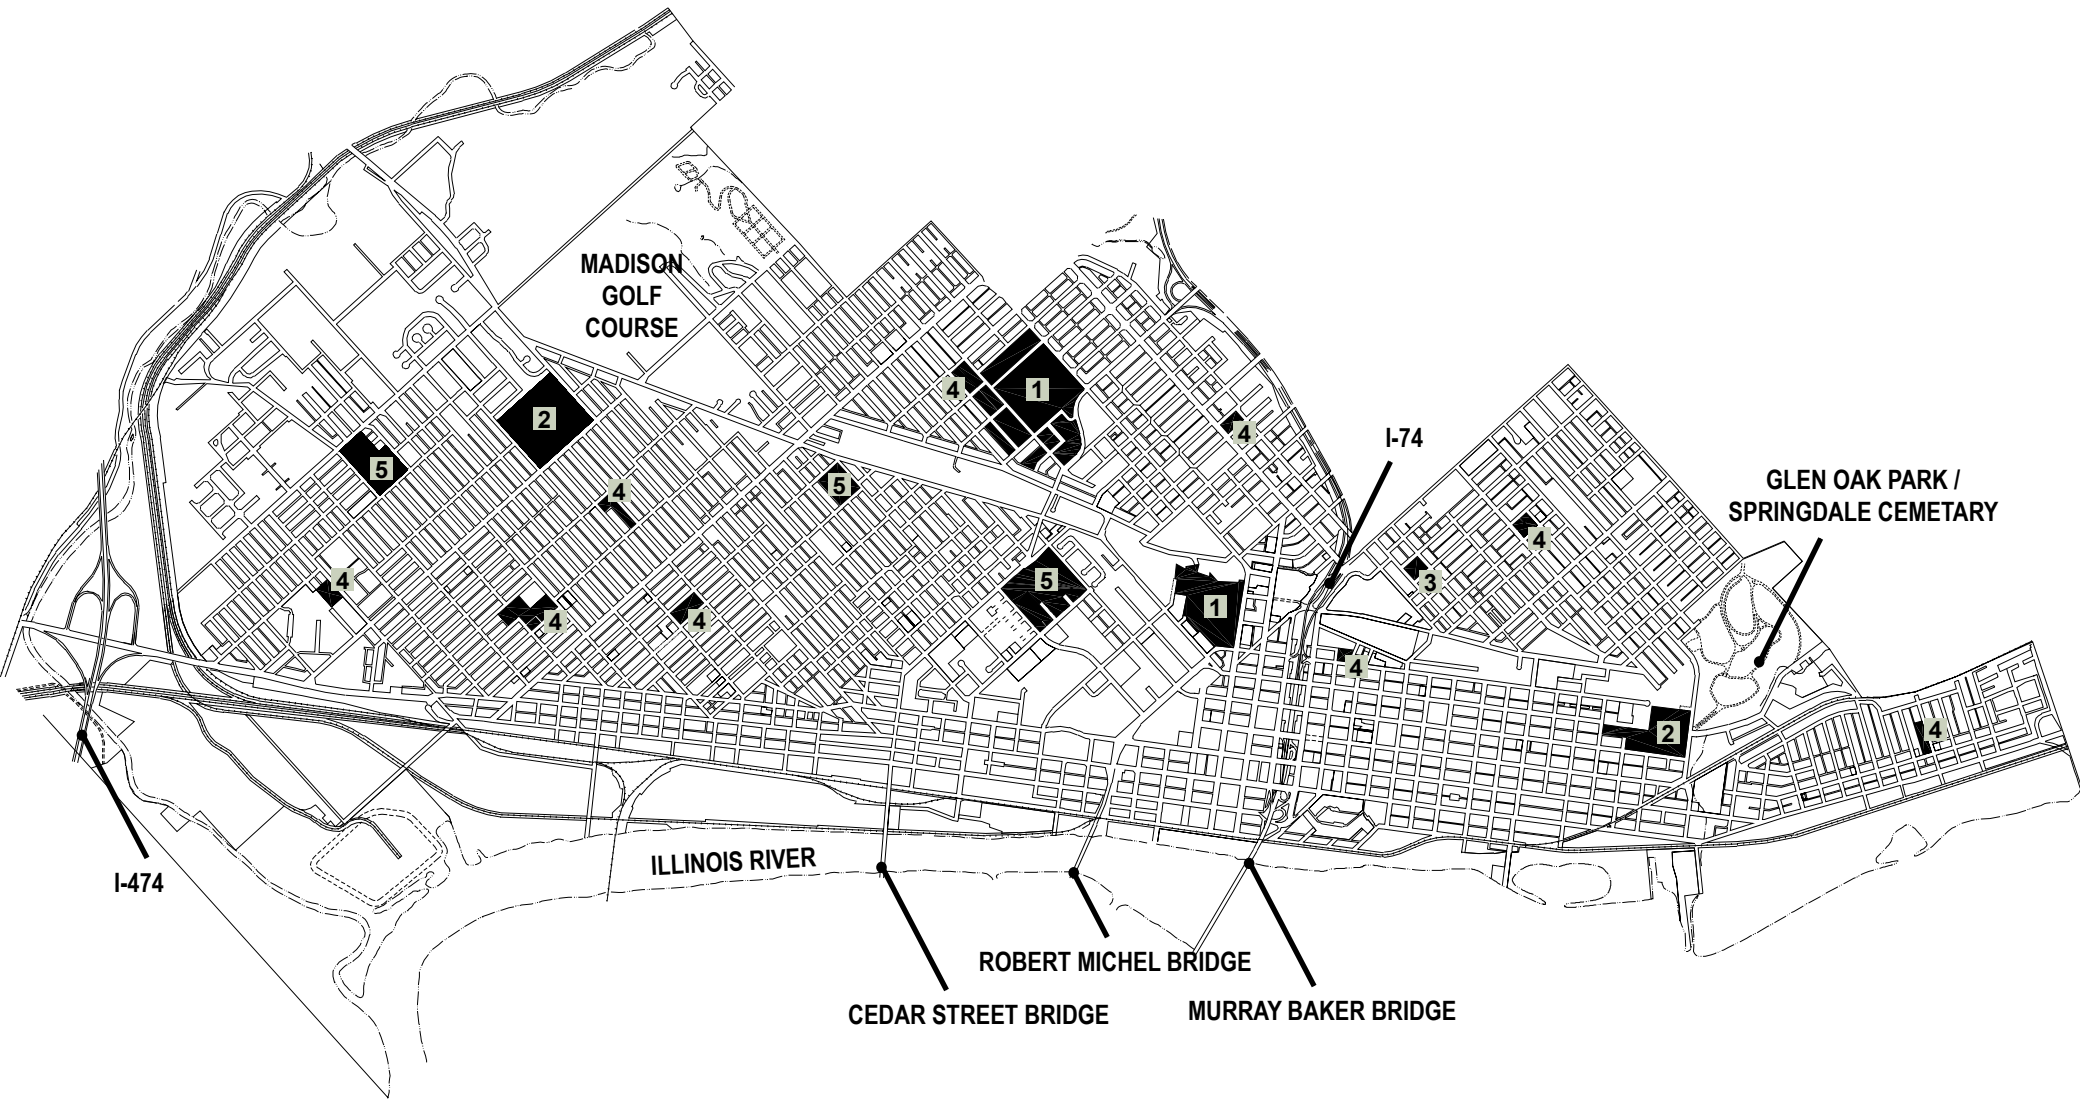 MADISON
GOLF
COURSE
4
1
2
4
I-74
5
GLEN OAK PARK /
SPRINGDALE CEMETARY
4
5
4
4
5
3
1
4
4
4
4
2
4
ILLINOIS RIVER
I-474
ROBERT MICHEL BRIDGE
CEDAR STREET BRIDGE
MURRAY BAKER BRIDGE